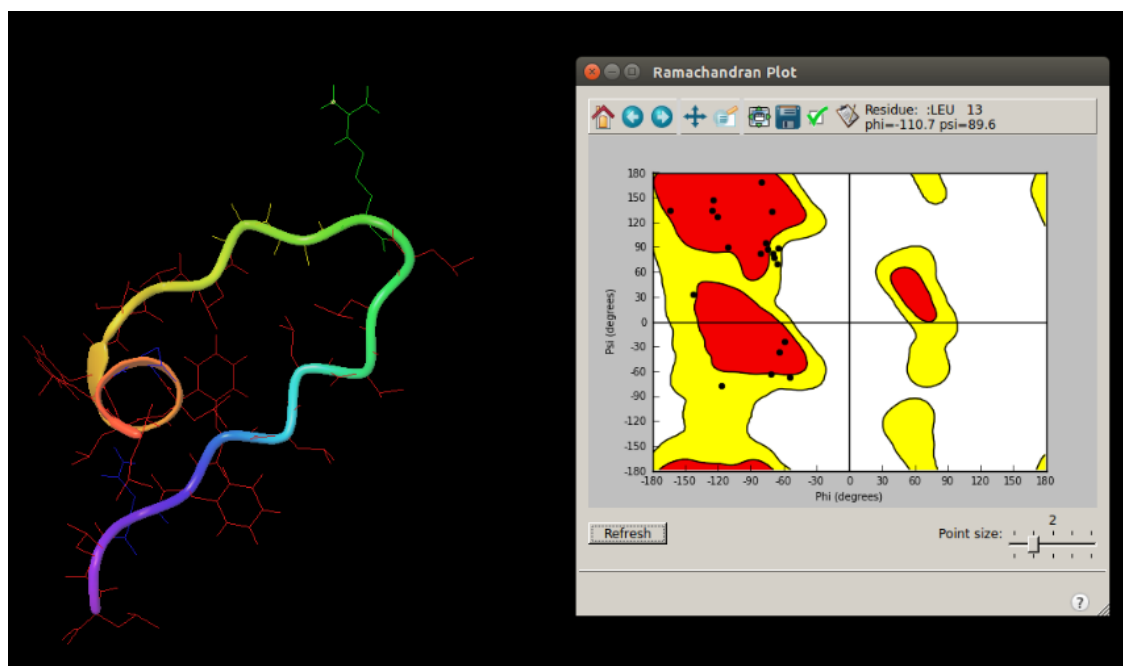 Ramachandran Plot
Residue: :LEU 13
phi=-110.7 psi=89.6
180
150
120
90
60
30
0
-30
-60
-90
-120
-150
-180
Psi (degrees)
-180 -150 -120 -90 -60 -30 0 30 60 90 120 150 180
Phi (degrees)
Refresh
Point size:
2
?